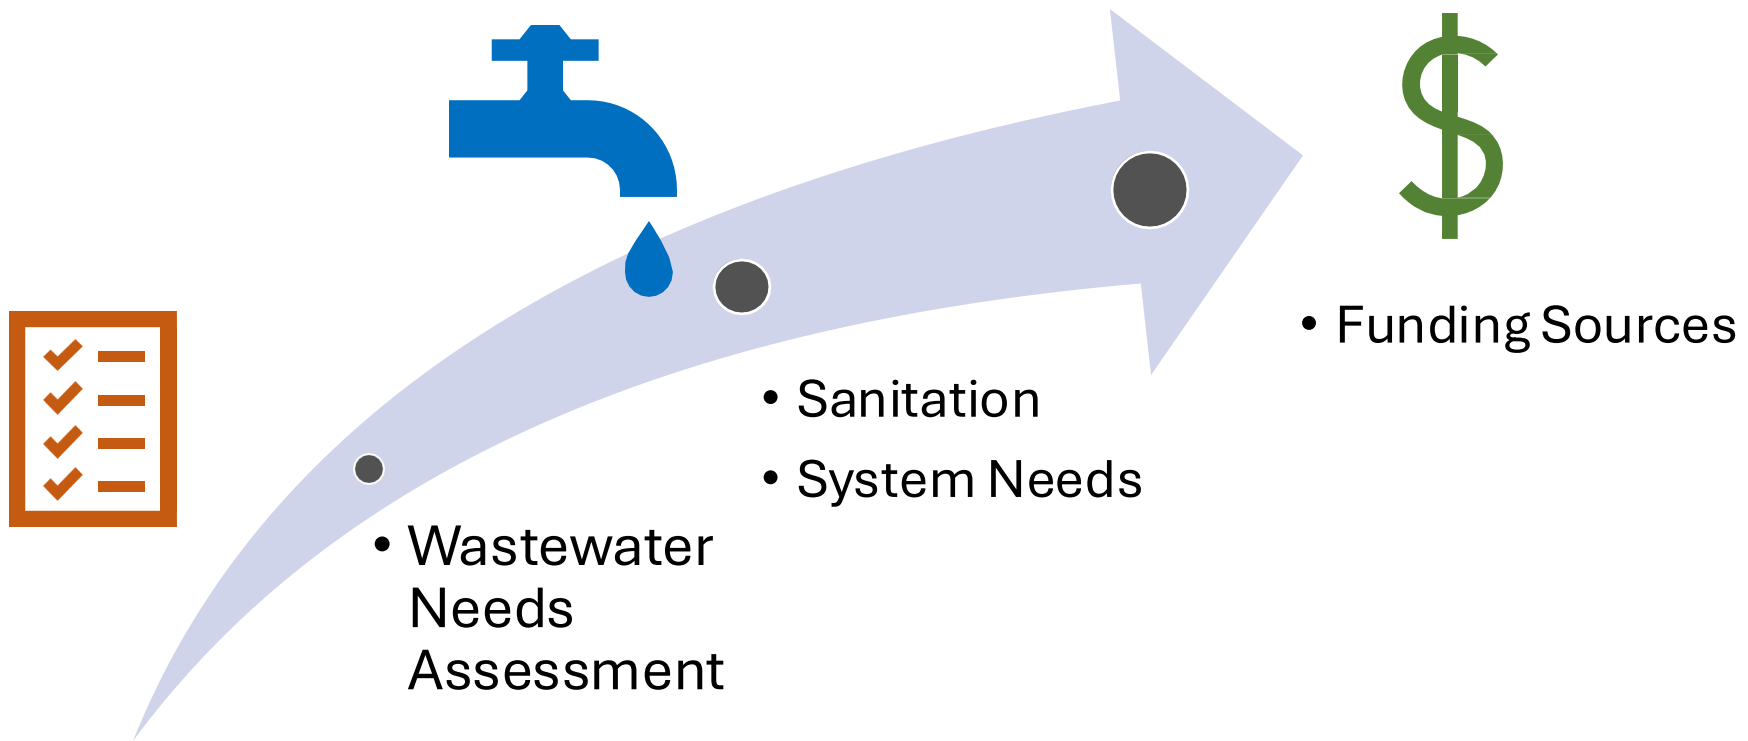 • Wastewater
Needs
Assessment
• Sanitation
• System Needs
• Funding Sources